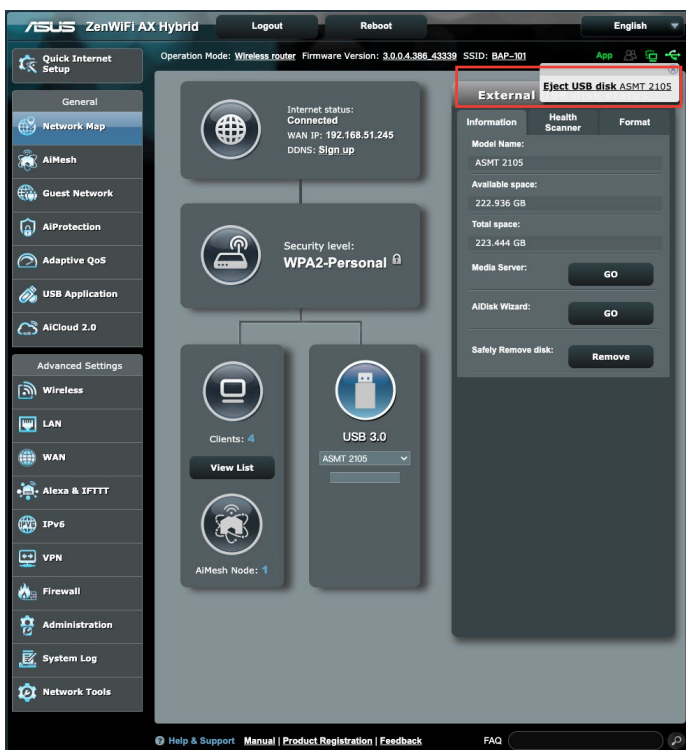 ASUS ZenWiFi AX Hybrid
Logout
Reboot
English
Quick Internet
Setup
Operation Mode: Wireless router Firmware Version: 3.0.0.4.386_43339 SSID: BAP-101
App
Eject USB disk ASMT 2105
General
Network Map
AiMesh
Guest Network
AiProtection
Adaptive QoS
USB Application
AiCloud 2.0
Advanced Settings
Wireless
LAN
WAN
Alexa & IFTTT
IPv6
VPN
Firewall
Administration
System Log
Network Tools
Internet status:
Connected
WAN IP: 192.168.51.245
DDNS: Sign up
Security level:
WPA2-Personal
Clients: 4
View List
AiMesh Node: 1
USB 3.0
ASMT 2105
External
Information
Health
Scanner
Format
Model Name:
ASMT 2105
Available space:
222.936 GB
Total space:
223.444 GB
Media Server:
GO
AiDisk Wizard:
GO
Safely Remove disk:
Remove
Help & Support Manual | Product Registration | Feedback
FAQ